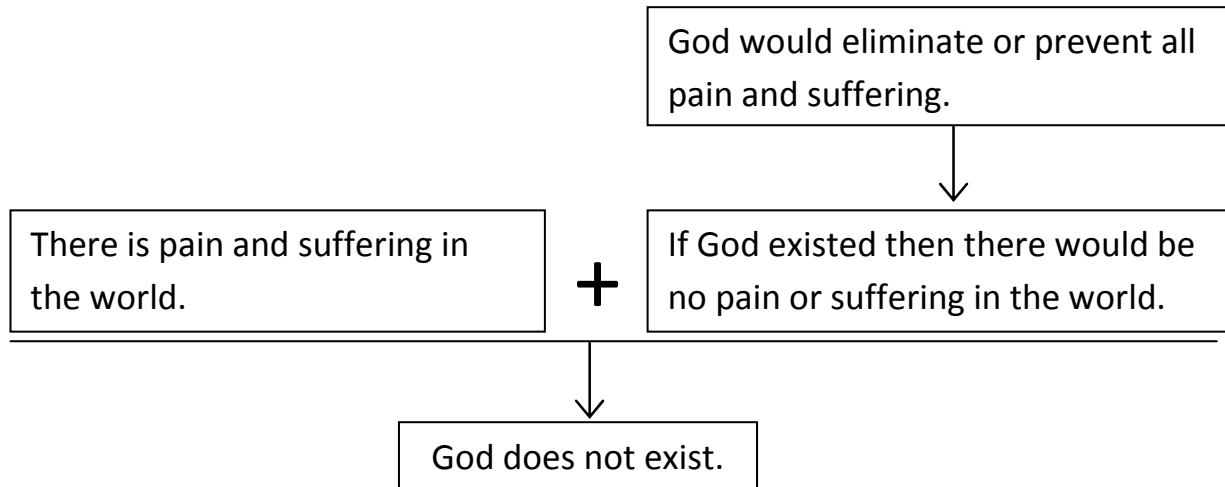 God would eliminate or prevent all
pain and suffering.
There is pain and suffering in
the world.
+
If God existed then there would be
no pain or suffering in the world.
God does not exist.